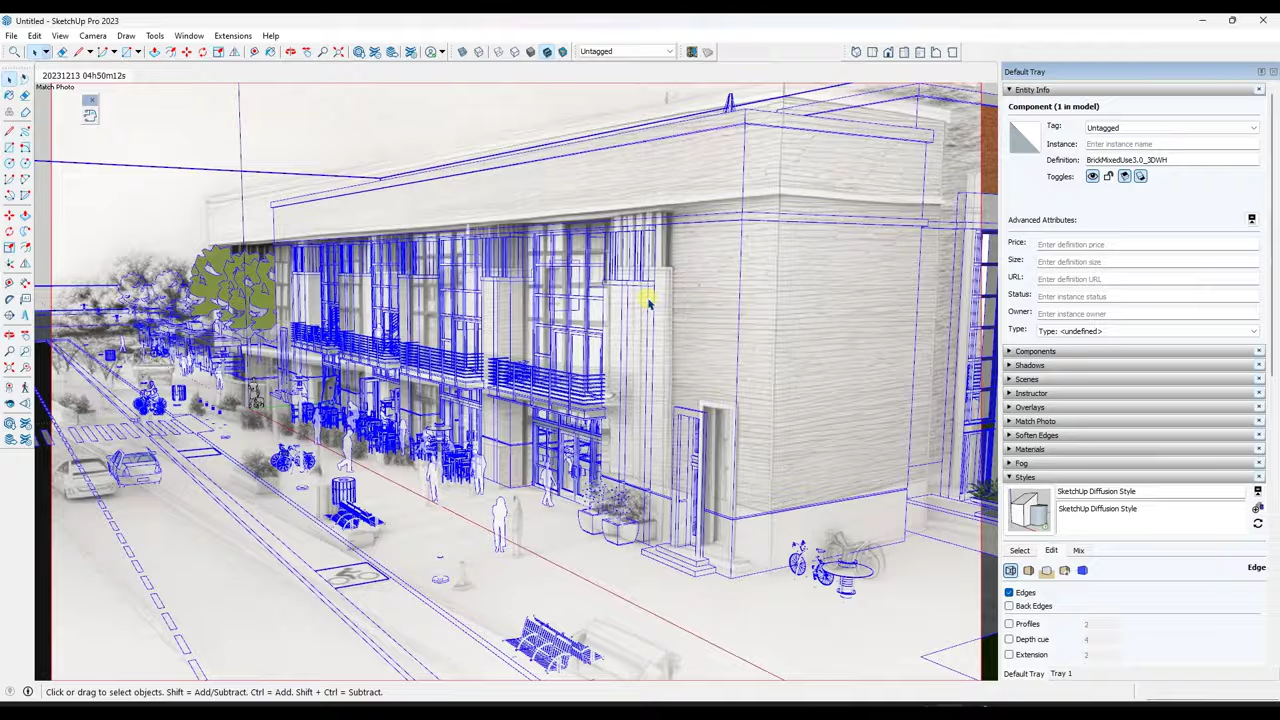 Untitled - SketchUp Pro 2023
File Edit View Camera Draw Tools Window Extensions Help
Untagged
20231213 04h50m12s
Match Photo
Default Tray
Entity Info
Component (1 in model)
Tag: Untagged
Instance: Enter instance name
Definition: BrickMixedUse3.0_3DWH
Toggles:
Advanced Attributes:
Price: Enter definition price
Size: Enter definition size
URL: Enter definition URL
Status: Enter instance status
Owner: Enter instance owner
Type: Type: <undefined>
Components
Shadows
Scenes
Instructor
Overlays
Match Photo
Soften Edges
Materials
Fog
Styles
SketchUp Diffusion Style
SketchUp Diffusion Style
Select Edit Mix
Edge
Edges
Back Edges
Profiles 2
Depth cue 4
Extension 2
Default Tray Tray 1
Click or drag to select objects. Shift = Add/Subtract. Ctrl = Add. Shift + Ctrl = Subtract.